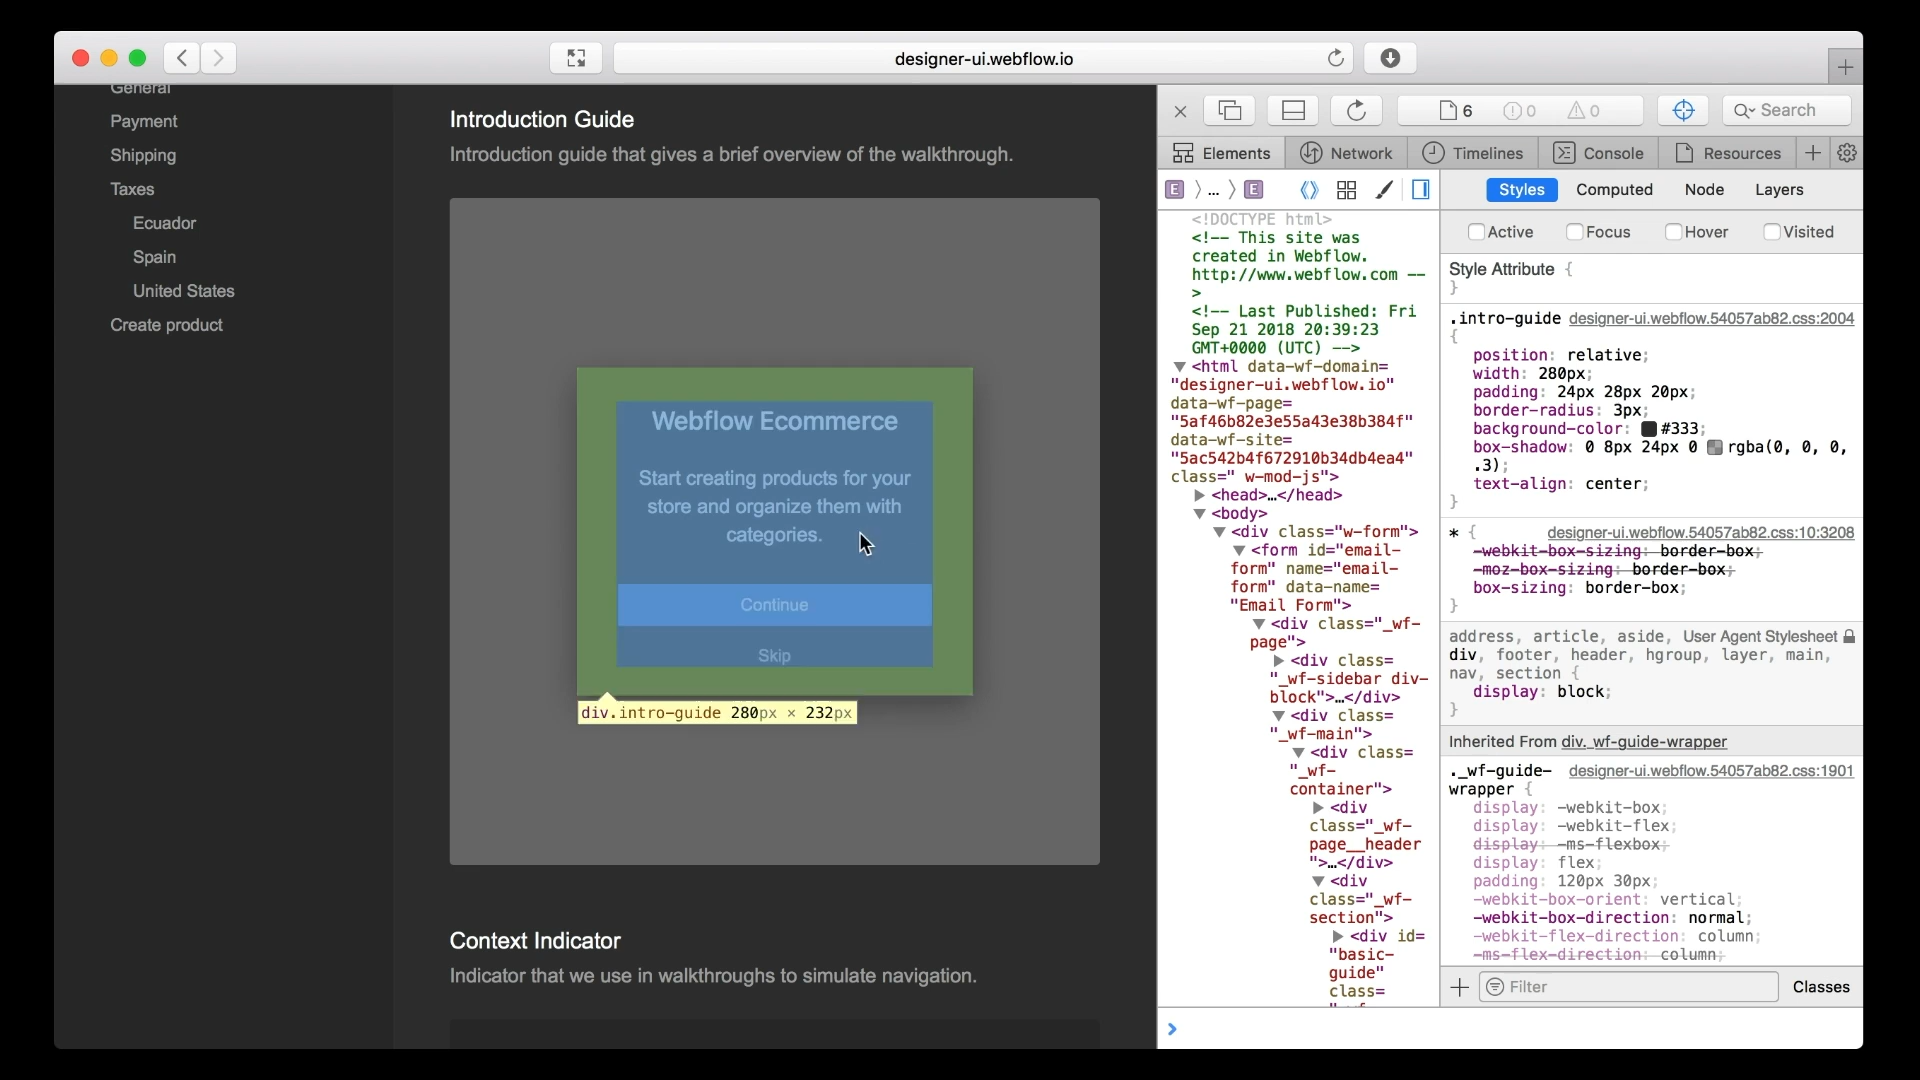 designer-ui.webflow.io
General
Payment
Shipping
Taxes
Ecuador
Spain
United States
Create product
Introduction Guide
Introduction guide that gives a brief overview of the walkthrough.
Webflow Ecommerce
Start creating products for your
store and organize them with
categories.
Continue
Skip
div.intro-guide 280px × 232px
Context Indicator
Indicator that we use in walkthroughs to simulate navigation.
6 0 0 Search
Elements Network Timelines Console Resources
E … E
<!DOCTYPE html>
<!-- This site was
created in Webflow.
http://www.webflow.com --
>
<!-- Last Published: Fri
Sep 21 2018 20:39:23
GMT+0000 (UTC) -->
<html data-wf-domain=
"designer-ui.webflow.io"
data-wf-page=
"5af46b82e3e55a43e38b384f"
data-wf-site=
"5ac542b4f672910b34db4ea4"
class=" w-mod-js">
<head>…</head>
<body>
<div class="w-form">
<form id="email-
form" name="email-
form" data-name=
"Email Form">
<div class="_wf-
page">
<div class=
"_wf-sidebar div-
block">…</div>
<div class=
"_wf-main">
<div class=
"_wf-
container">
<div
class="_wf-
page__header
">…</div>
<div
class="_wf-
section">
<div id=
"basic-
guide"
class=
Styles Computed Node Layers
Active Focus Hover Visited
Style Attribute {
}
.intro-guide designer-ui.webflow.54057ab82.css:2004
{
position: relative;
width: 280px;
padding: 24px 28px 20px;
border-radius: 3px;
background-color: #333;
box-shadow: 0 8px 24px 0 rgba(0, 0, 0,
.3);
text-align: center;
}
* { designer-ui.webflow.54057ab82.css:10:3208
-webkit-box-sizing: border-box;
-moz-box-sizing: border-box;
box-sizing: border-box;
}
address, article, aside, User Agent Stylesheet
div, footer, header, hgroup, layer, main,
nav, section {
display: block;
}
Inherited From div._wf-guide-wrapper
._wf-guide- designer-ui.webflow.54057ab82.css:1901
wrapper {
display: -webkit-box;
display: -webkit-flex;
display: -ms-flexbox;
display: flex;
padding: 120px 30px;
-webkit-box-orient: vertical;
-webkit-box-direction: normal;
-webkit-flex-direction: column;
-ms-flex-direction: column;
Filter Classes